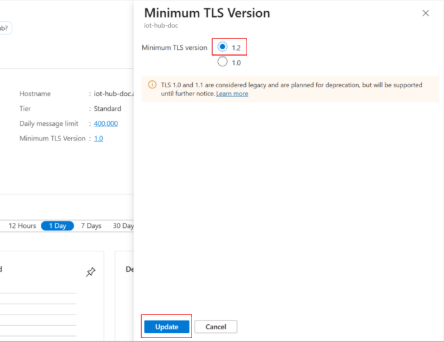 Minimum TLS Version
iot-hub-doc
Minimum TLS version
1.2
1.0
TLS 1.0 and 1.1 are considered legacy and are planned for deprecation, but will be supported
until further notice. Learn more
Hostname : iot-hub-doc.
Tier : Standard
Daily message limit : 400,000
Minimum TLS Version : 1.0
12 Hours 1 Day 7 Days 30 Day
Update Cancel